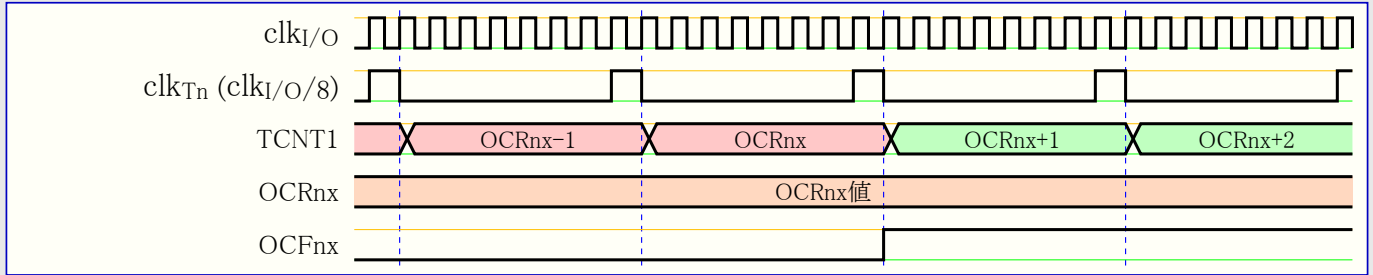 clkI/O
clkTn (clkI/O/8)
TCNT1 OCRnx-1 OCRnx OCRnx+1 OCRnx+2
OCRnx OCRnx値
OCFnx